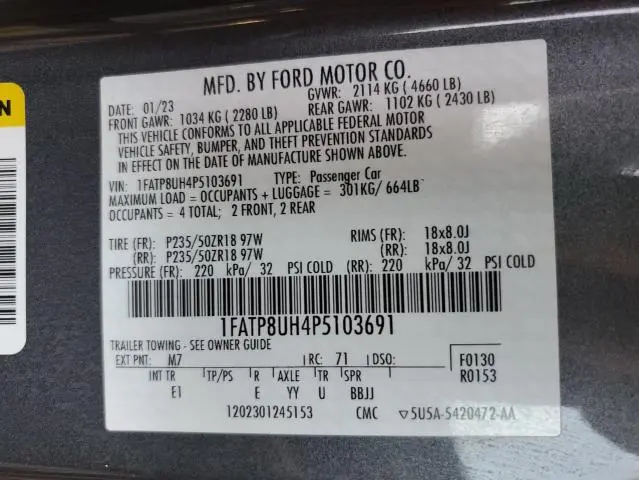 N
MFD. BY FORD MOTOR CO.
DATE: 01/23
GVWR: 2114 KG ( 4660 LB)
FRONT GAWR: 1034 KG ( 2280 LB)
REAR GAWR: 1102 KG ( 2430 LB)
THIS VEHICLE CONFORMS TO ALL APPLICABLE FEDERAL MOTOR
VEHICLE SAFETY, BUMPER, AND THEFT PREVENTION STANDARDS
IN EFFECT ON THE DATE OF MANUFACTURE SHOWN ABOVE.
VIN: 1FATP8UH4P5103691 TYPE: Passenger Car
MAXIMUM LOAD = OCCUPANTS + LUGGAGE = 301KG/ 664LB
OCCUPANTS = 4 TOTAL; 2 FRONT, 2 REAR
TIRE (FR): P235/50ZR18 97W RIMS (FR): 18x8.0J
(RR): P235/50ZR18 97W (RR): 18x8.0J
PRESSURE (FR): 220 kPa/ 32 PSI COLD (RR): 220 kPa/ 32 PSI COLD
1FATP8UH4P5103691
TRAILER TOWING - SEE OWNER GUIDE
EXT PNT: M7 RC: 71 DSO: F0130
INT TR TP/PS R AXLE TR SPR R0153
E1 E YY U BBJJ
1202301245153 CMC ▽5U5A-5420472-AA